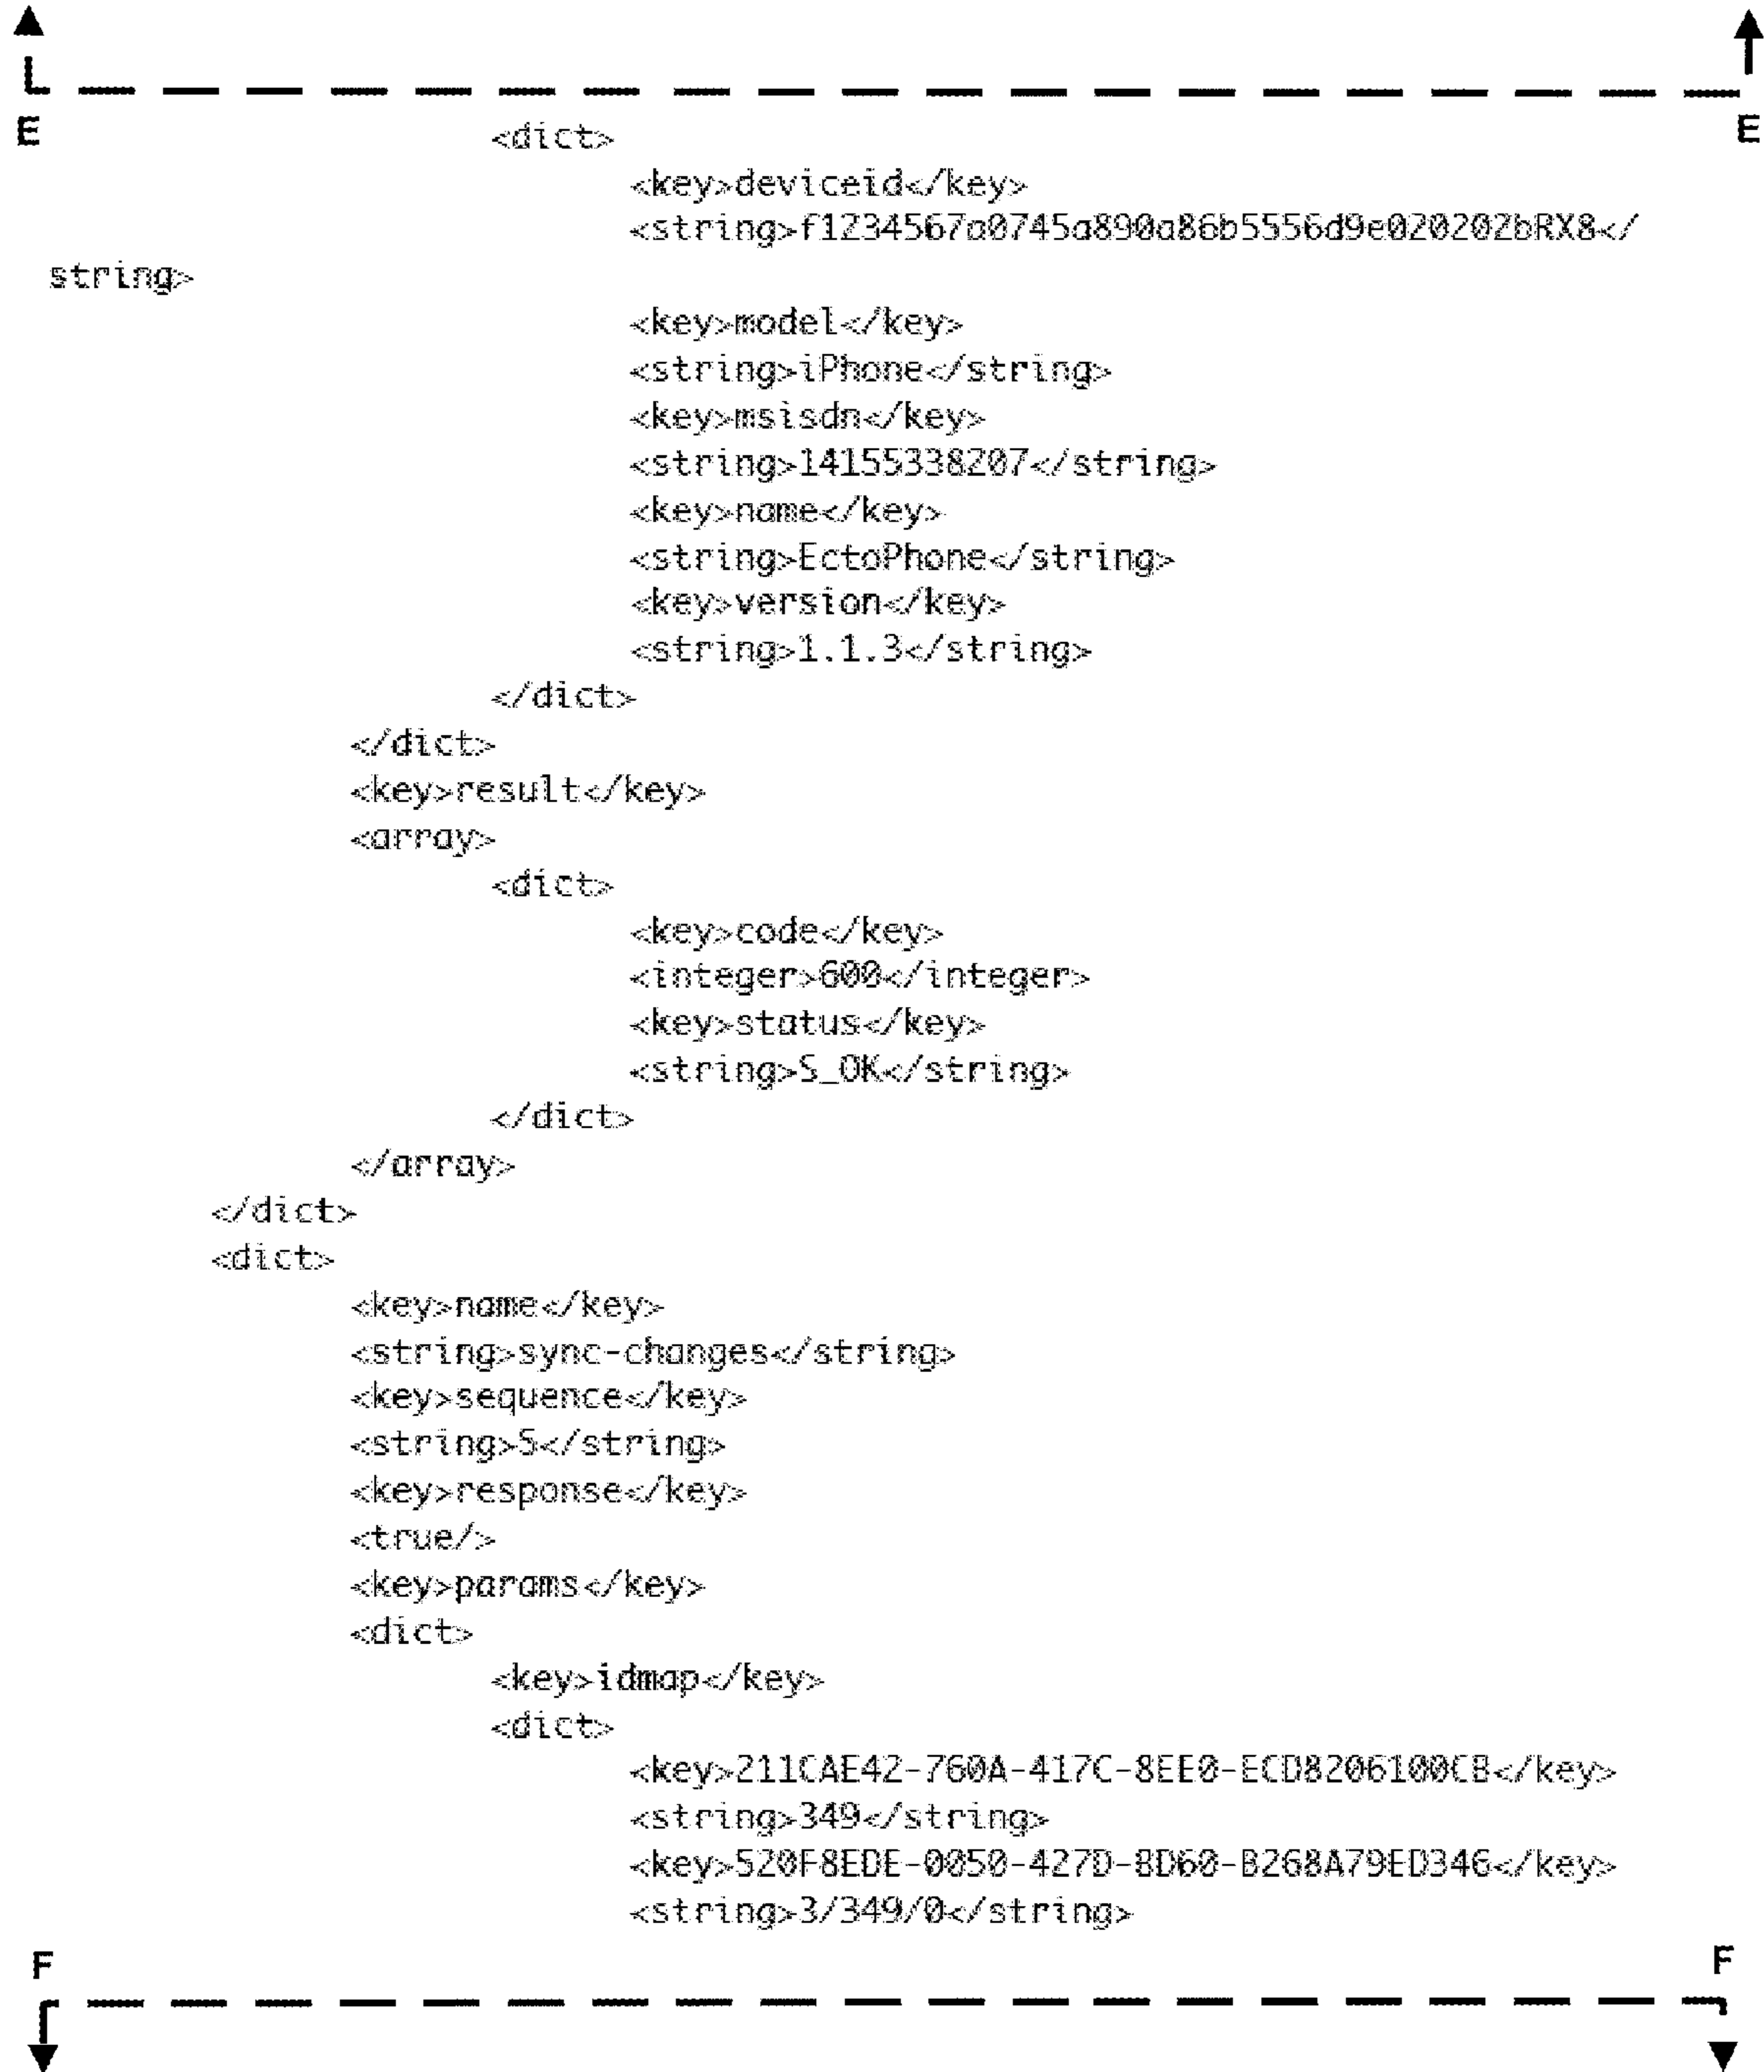 E E
<dict>
<key>deviceid</key>
<string>f1234567a0745a890a86b5556d9e020202bRX8</
string>
<key>model</key>
<string>iPhone</string>
<key>msisdn</key>
<string>14155338207</string>
<key>name</key>
<string>EctoPhone</string>
<key>version</key>
<string>1.1.3</string>
</dict>
</dict>
<key>result</key>
<array>
<dict>
<key>code</key>
<integer>600</integer>
<key>status</key>
<string>S_OK</string>
</dict>
</array>
</dict>
<dict>
<key>name</key>
<string>sync-changes</string>
<key>sequence</key>
<string>5</string>
<key>response</key>
<true/>
<key>params</key>
<dict>
<key>idmap</key>
<dict>
<key>211CAE42-760A-417C-8EE0-ECD8206100CB</key>
<string>349</string>
<key>520F8EDE-0050-427D-8D60-B268A79ED346</key>
<string>3/349/0</string>
F F